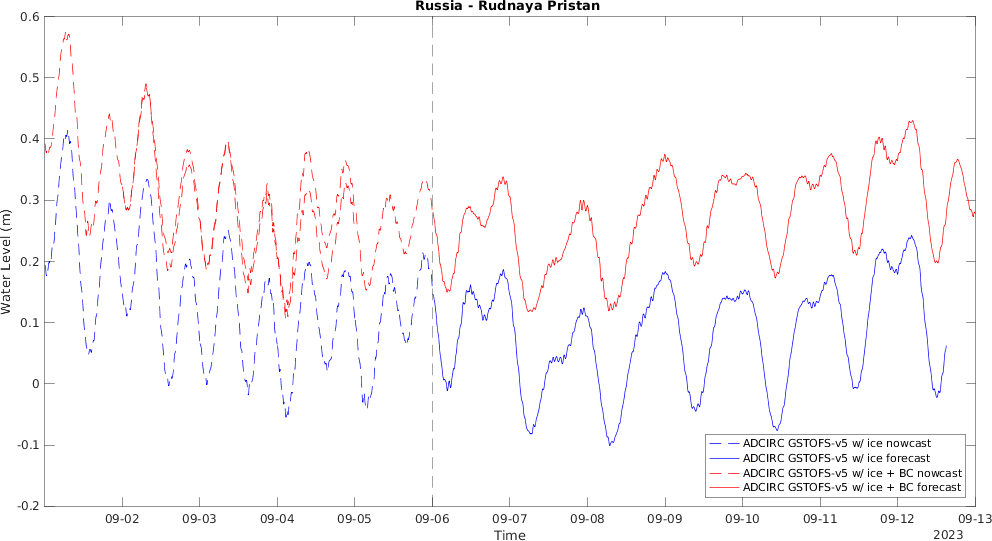 Russia - Rudnaya Pristan
Water Level (m)
0.6
0.5
0.4
0.3
0.2
0.1
0
-0.1
-0.2
ADCIRC GSTOFS-v5 w/ ice nowcast
ADCIRC GSTOFS-v5 w/ ice forecast
ADCIRC GSTOFS-v5 w/ ice + BC nowcast
ADCIRC GSTOFS-v5 w/ ice + BC forecast
09-02 09-03 09-04 09-05 09-06 09-07 09-08 09-09 09-10 09-11 09-12 09-13
Time
2023